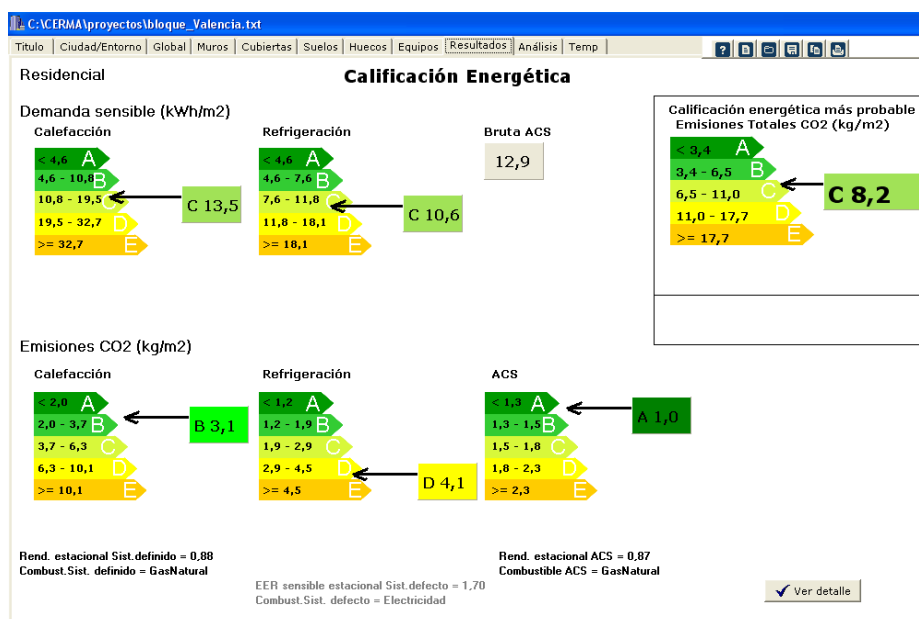 C:\CERMA\proyectos\bloque_Valencia.txt
Titulo Ciudad/Entorno Global Muros Cubiertas Suelos Huecos Equipos Resultados Análisis Temp ?
Residencial
Calificación Energética
Demanda sensible (kWh/m2)
Calefacción
< 4,6 A
4,6 - 10,8 B
10,8 - 19,5 C
19,5 - 32,7 D
>= 32,7 E
C 13,5
Refrigeración
< 4,6 A
4,6 - 7,6 B
7,6 - 11,8 C
11,8 - 18,1 D
>= 18,1 E
C 10,6
Bruta ACS
12,9
Calificación energética más probable
Emisiones Totales CO2 (kg/m2)
< 3,4 A
3,4 - 6,5 B
6,5 - 11,0 C
11,0 - 17,7 D
>= 17,7 E
C 8,2
Emisiones CO2 (kg/m2)
Calefacción
< 2,0 A
2,0 - 3,7 B
3,7 - 6,3 C
6,3 - 10,1 D
>= 10,1 E
B 3,1
Refrigeración
< 1,2 A
1,2 - 1,9 B
1,9 - 2,9 C
2,9 - 4,5 D
>= 4,5 E
D 4,1
ACS
< 1,3 A
1,3 - 1,5 B
1,5 - 1,8 C
1,8 - 2,3 D
>= 2,3 E
A 1,0
Rend. estacional Sist.definido = 0,88
Combust.Sist. definido = GasNatural
EER sensible estacional Sist.defecto = 1,70
Combust.Sist. defecto = Electricidad
Rend. estacional ACS = 0,87
Combustible ACS = GasNatural
Ver detalle